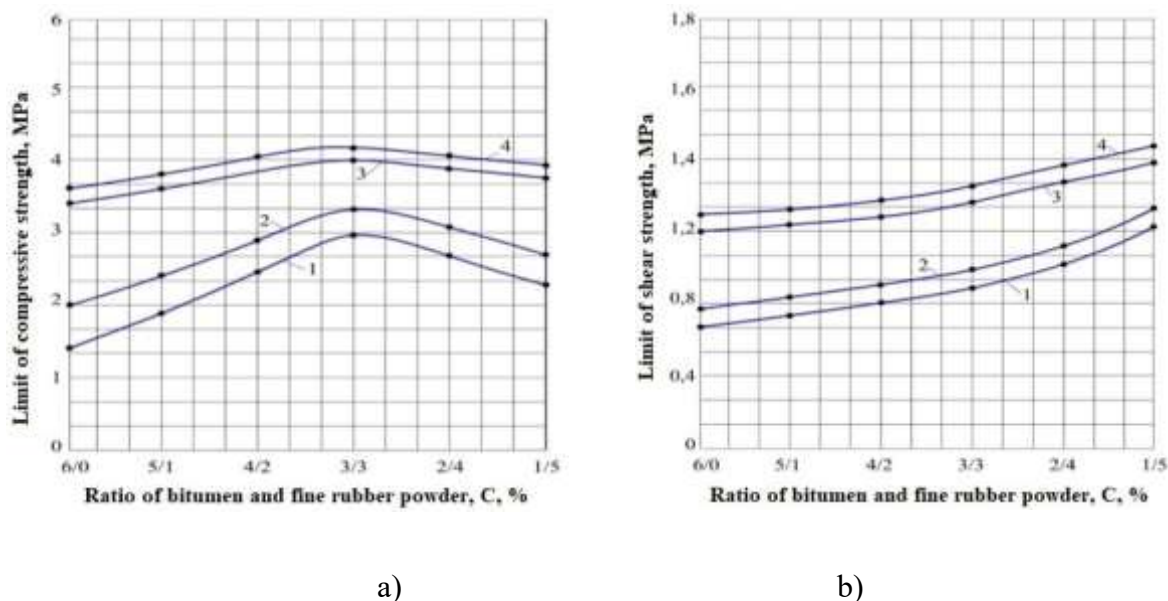 6
5
4
3
2
1
0
Limit of compressive strength, MPa
4
3
2
1
6/0 5/1 4/2 3/3 2/4 1/5
Ratio of bitumen and fine rubber powder, C, %
a)
1,8
1,6
1,4
1,2
0,8
0,4
0
Limit of shear strength, MPa
4
3
2
1
6/0 5/1 4/2 3/3 2/4 1/5
Ratio of bitumen and fine rubber powder, C, %
b)